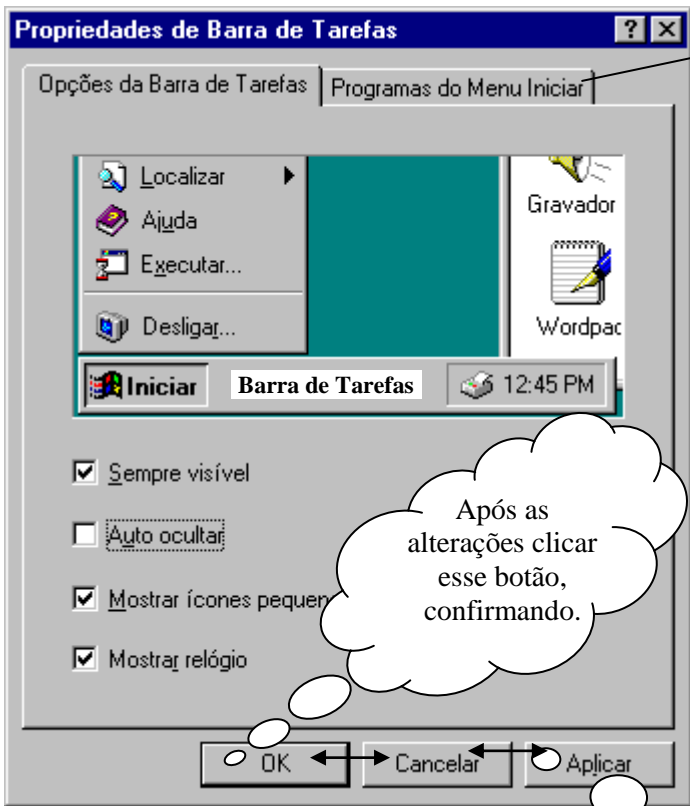 Propriedades de Barra de Tarefas
Opções da Barra de Tarefas
Programas do Menu Iniciar
Localizar
Ajuda
Executar...
Desligar...
Gravador
Wordpad
Iniciar
Barra de Tarefas
12:45 PM
Sempre visível
Auto ocultar
Mostrar ícones pequen
Mostrar relógio
Após as
alterações clicar
esse botão,
confirmando.
OK
Cancelar
Aplicar